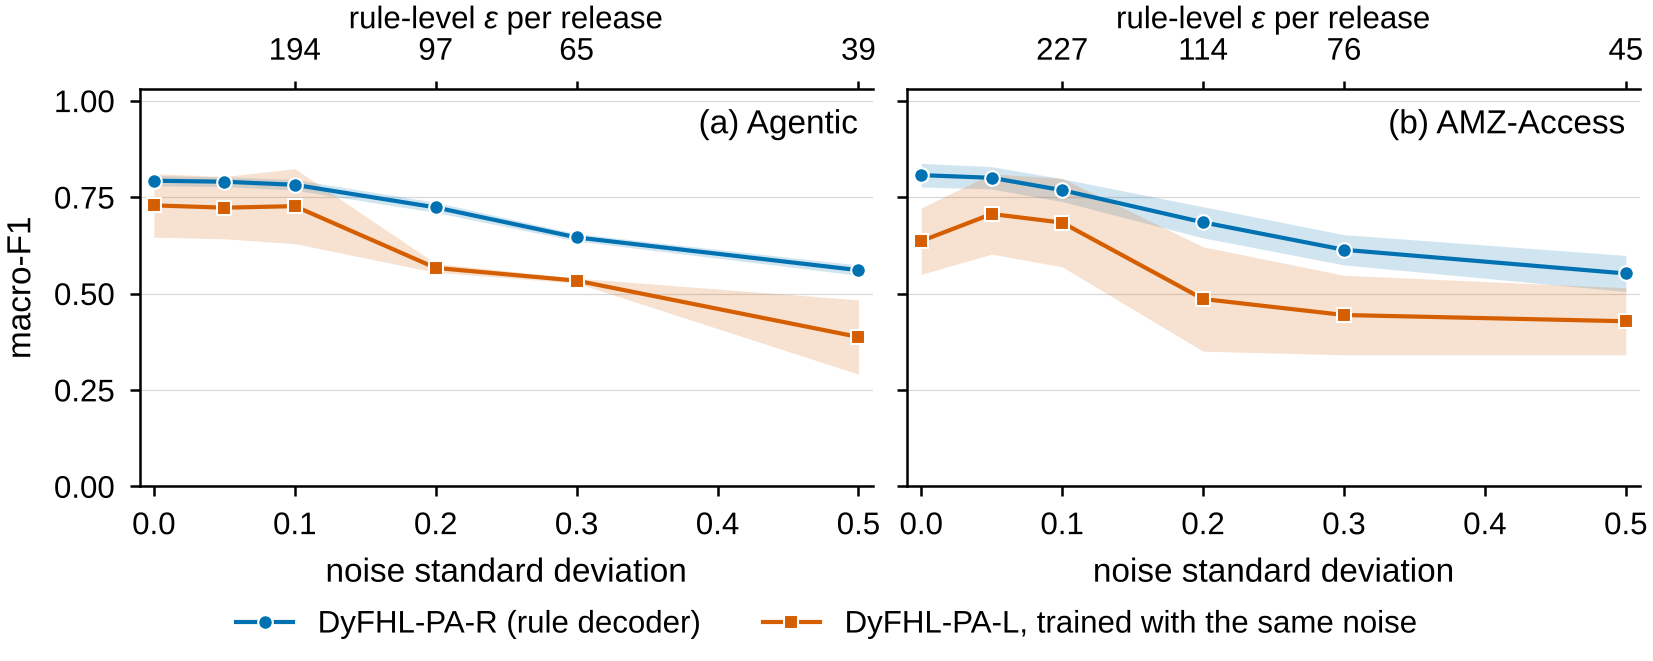 rule-level ε per release
rule-level ε per release
194 97 65 39
227 114 76 45
(a) Agentic
(b) AMZ-Access
macro-F1
1.00
0.75
0.50
0.25
0.00
0.0 0.1 0.2 0.3 0.4 0.5
0.0 0.1 0.2 0.3 0.4 0.5
noise standard deviation
noise standard deviation
DyFHL-PA-R (rule decoder)
DyFHL-PA-L, trained with the same noise